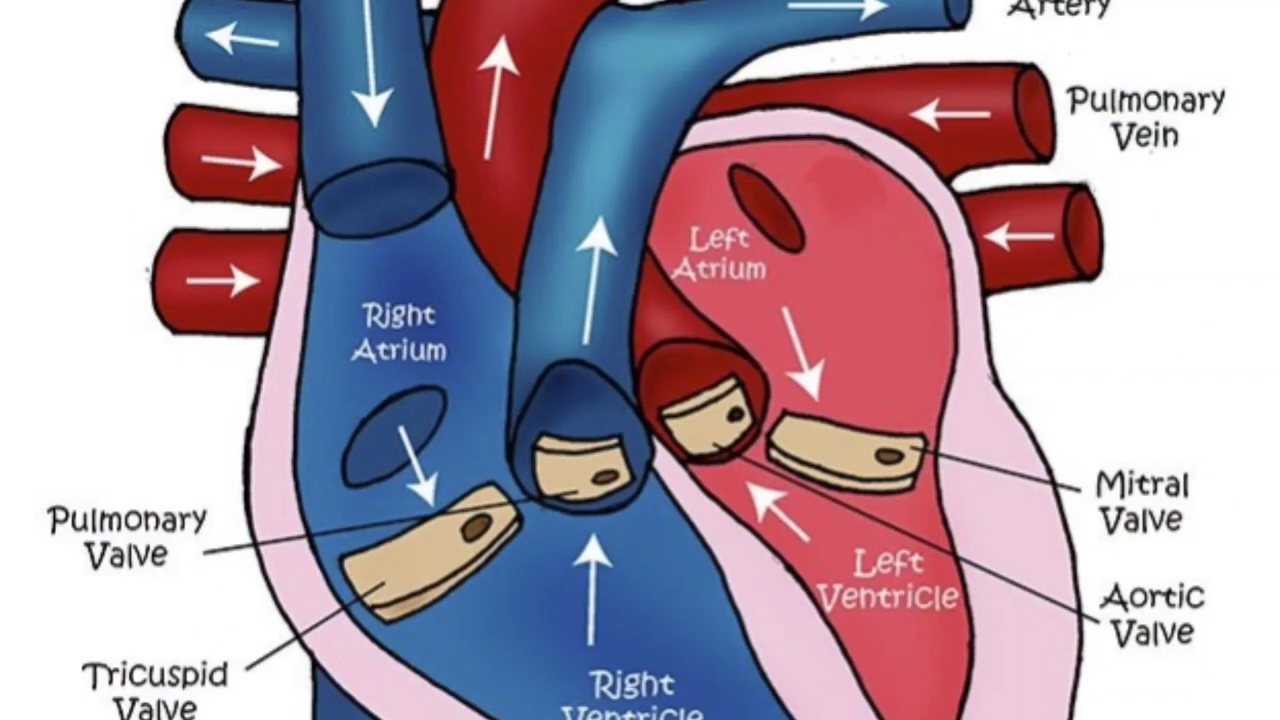 Artery
Pulmonary
Vein
Left
Atrium
Right
Atrium
Mitral
Valve
Pulmonary
Valve
Left
Ventricle
Aortic
Valve
Tricuspid
Valve
Right
Ventricle